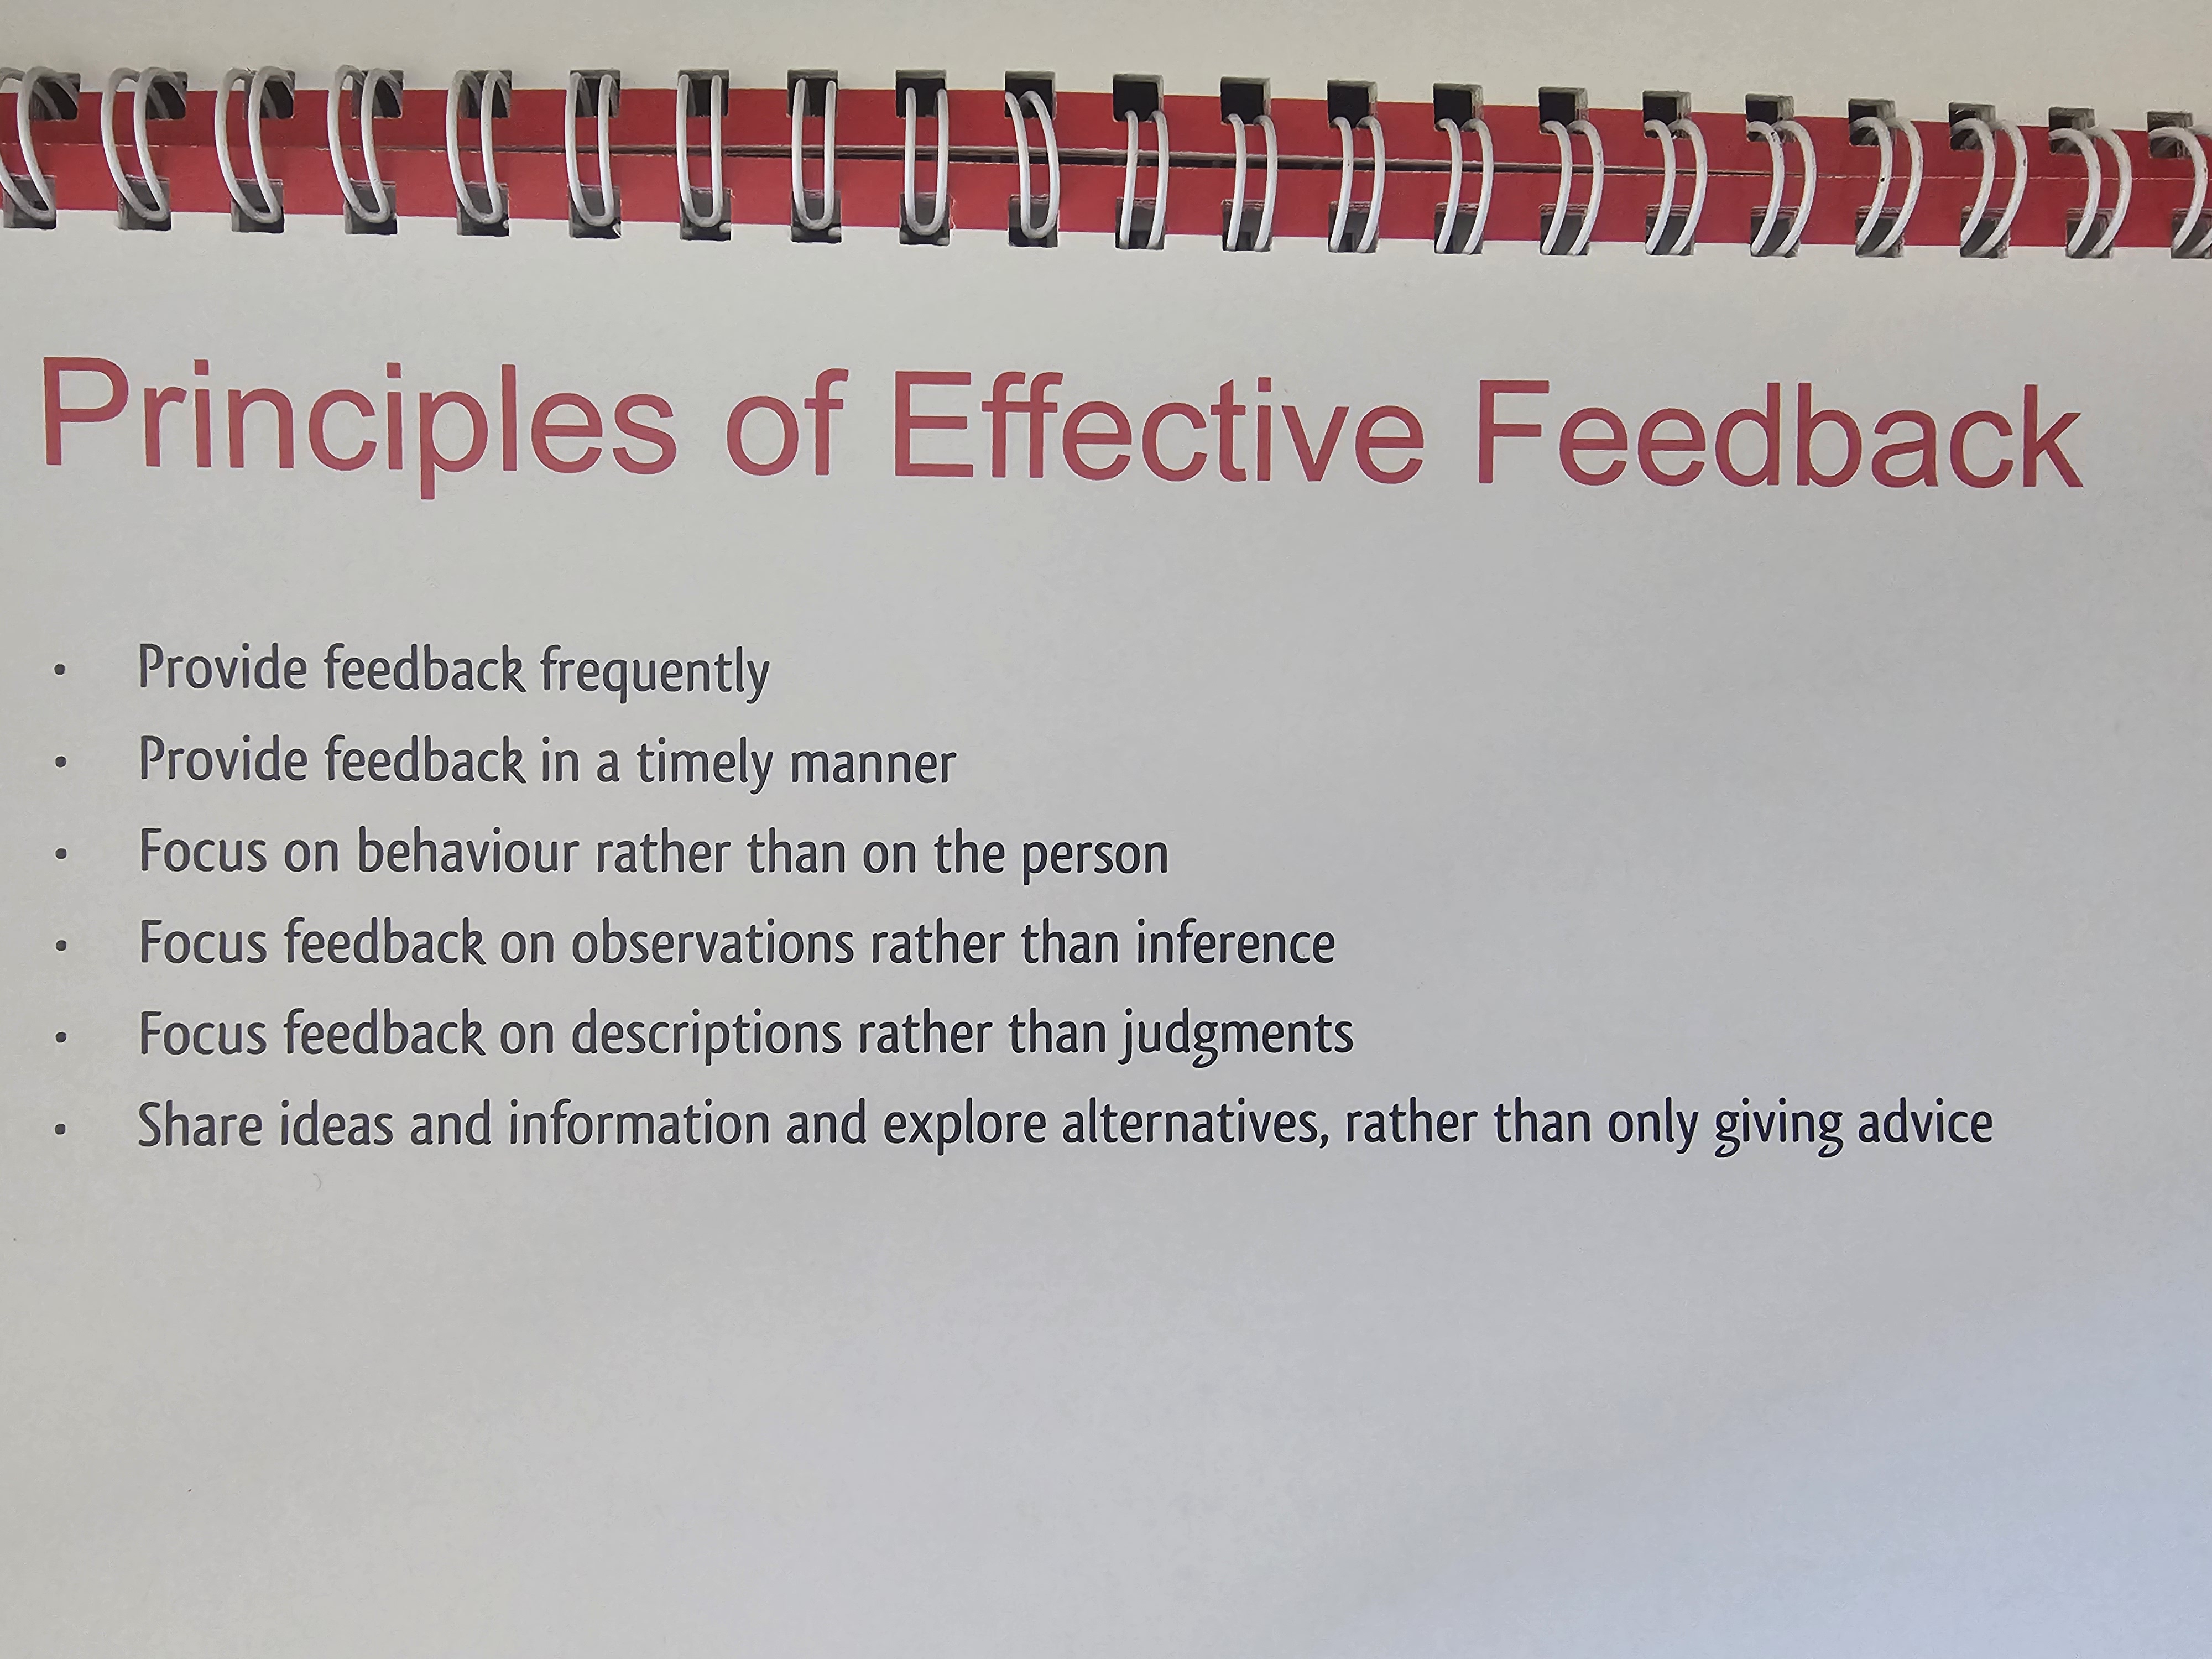 Principles of Effective Feedback
• Provide feedback frequently
• Provide feedback in a timely manner
• Focus on behaviour rather than on the person
• Focus feedback on observations rather than inference
• Focus feedback on descriptions rather than judgments
• Share ideas and information and explore alternatives, rather than only giving advice